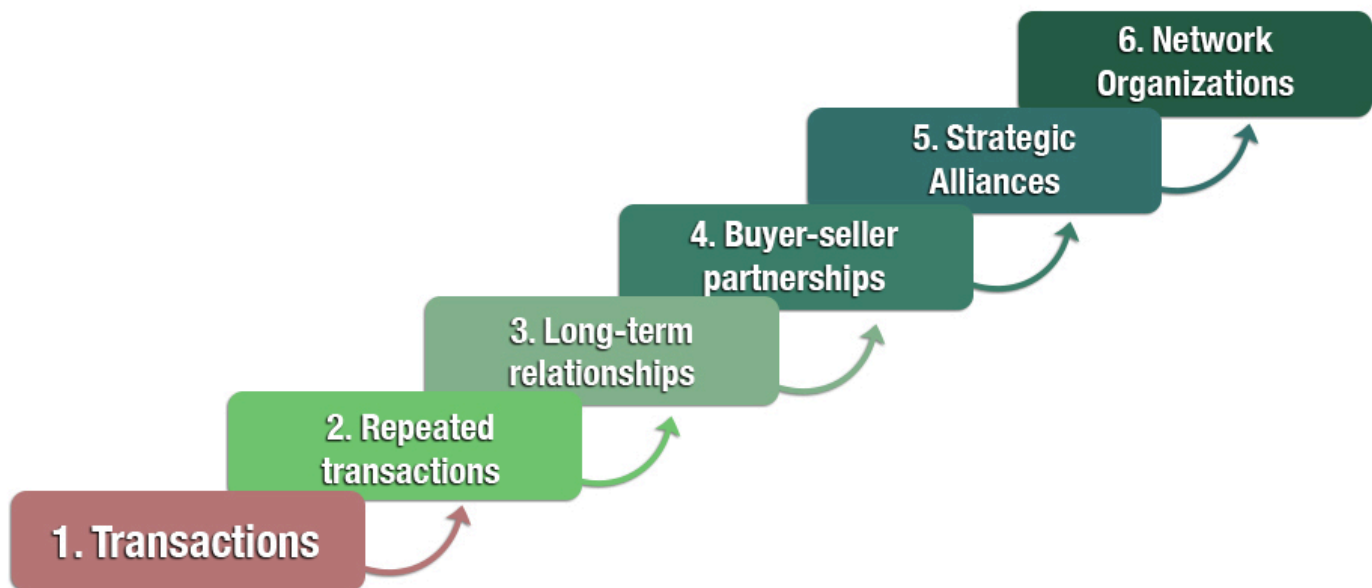 6. Network
Organizations
5. Strategic
Alliances
4. Buyer-seller
partnerships
3. Long-term
relationships
2. Repeated
transactions
1. Transactions